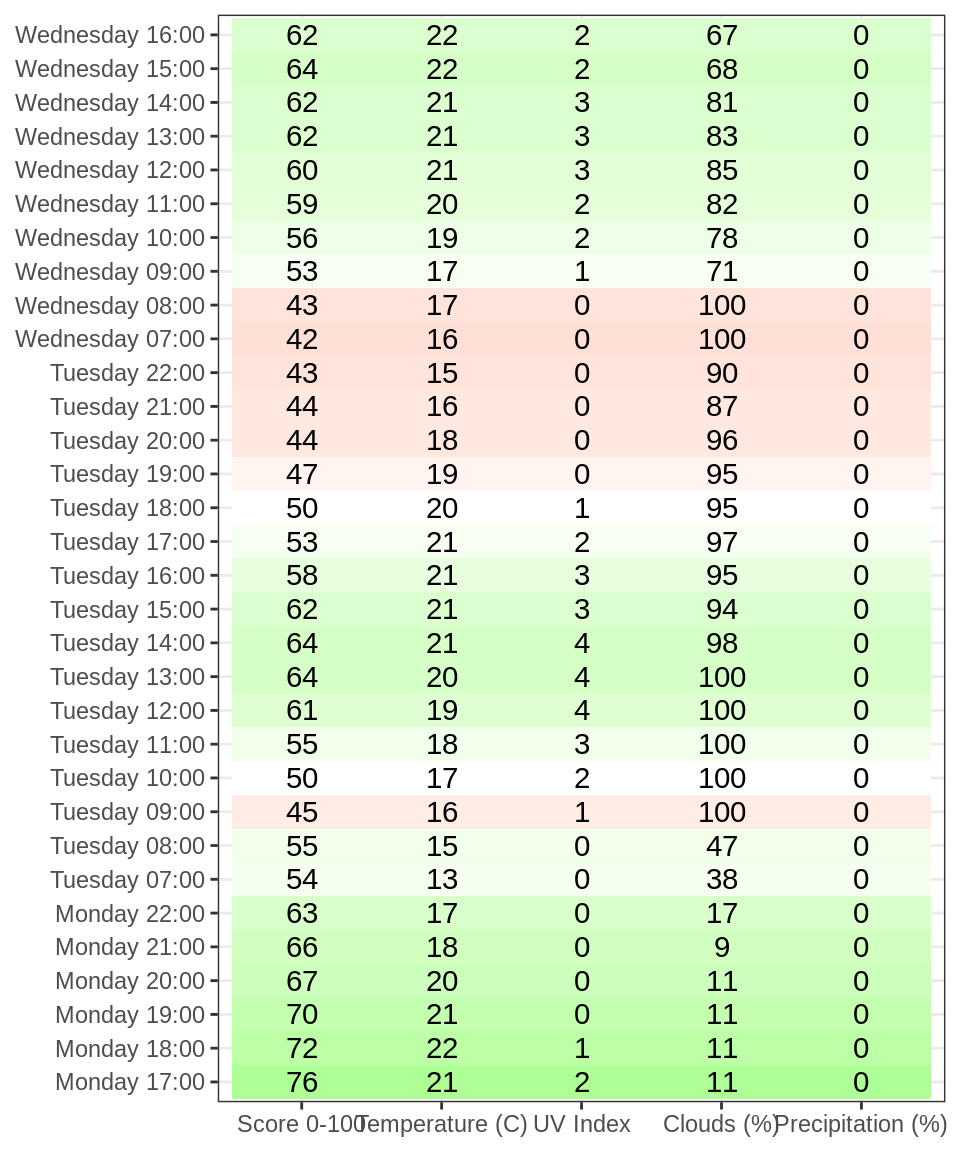 Wednesday 16:00 62 22 2 67 0
Wednesday 15:00 64 22 2 68 0
Wednesday 14:00 62 21 3 81 0
Wednesday 13:00 62 21 3 83 0
Wednesday 12:00 60 21 3 85 0
Wednesday 11:00 59 20 2 82 0
Wednesday 10:00 56 19 2 78 0
Wednesday 09:00 53 17 1 71 0
Wednesday 08:00 43 17 0 100 0
Wednesday 07:00 42 16 0 100 0
Tuesday 22:00 43 15 0 90 0
Tuesday 21:00 44 16 0 87 0
Tuesday 20:00 44 18 0 96 0
Tuesday 19:00 47 19 0 95 0
Tuesday 18:00 50 20 1 95 0
Tuesday 17:00 53 21 2 97 0
Tuesday 16:00 58 21 3 95 0
Tuesday 15:00 62 21 3 94 0
Tuesday 14:00 64 21 4 98 0
Tuesday 13:00 64 20 4 100 0
Tuesday 12:00 61 19 4 100 0
Tuesday 11:00 55 18 3 100 0
Tuesday 10:00 50 17 2 100 0
Tuesday 09:00 45 16 1 100 0
Tuesday 08:00 55 15 0 47 0
Tuesday 07:00 54 13 0 38 0
Monday 22:00 63 17 0 17 0
Monday 21:00 66 18 0 9 0
Monday 20:00 67 20 0 11 0
Monday 19:00 70 21 0 11 0
Monday 18:00 72 22 1 11 0
Monday 17:00 76 21 2 11 0
Score 0-100 Temperature (C) UV Index Clouds (%) Precipitation (%)